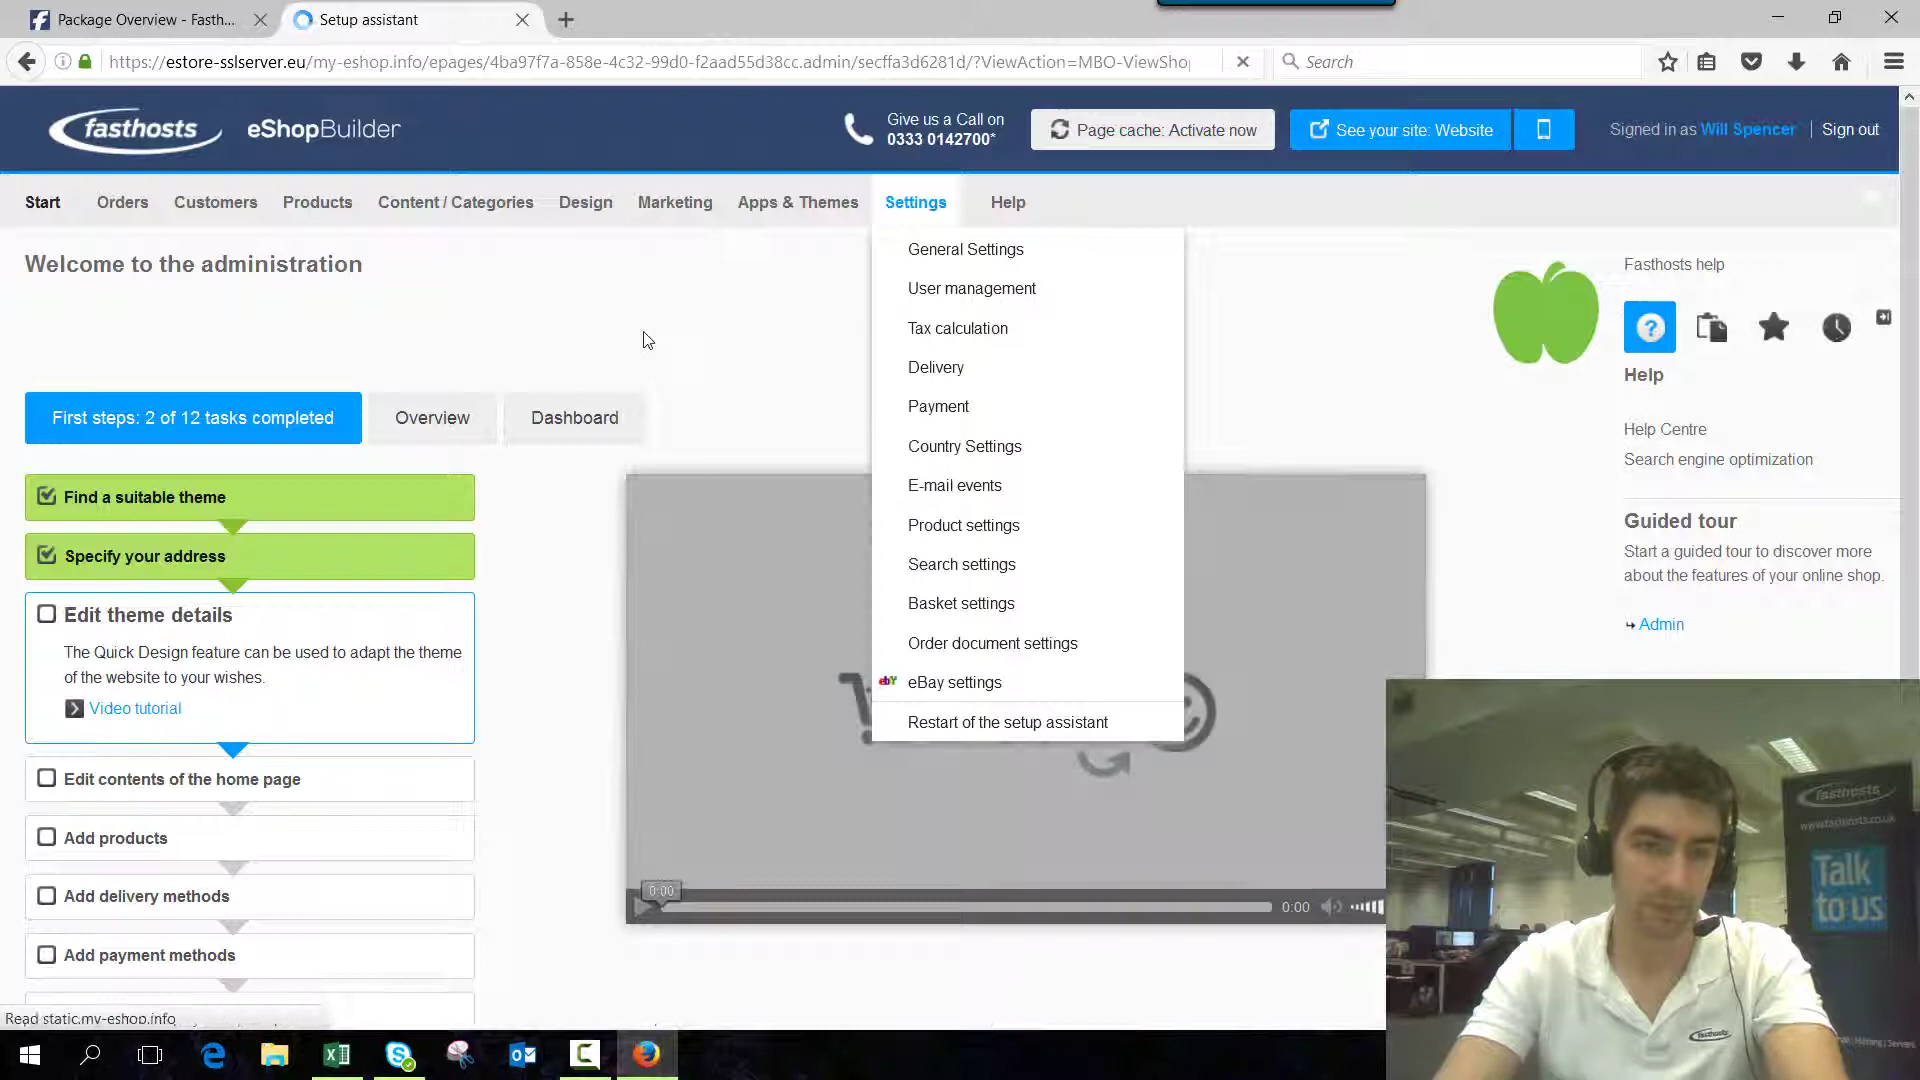 Package Overview - Fasth...
Setup assistant
https://estore-sslserver.eu/my-eshop.info/epages/4ba97f7a-858e-4c32-99d0-f2aad55d38cc.admin/secffa3d6281d/?ViewAction=MBO-ViewShop
Search
fasthosts
eShopBuilder
Give us a Call on
0333 0142700*
Page cache: Activate now
See your site: Website
Signed in as Will Spencer
Sign out
Start
Orders
Customers
Products
Content / Categories
Design
Marketing
Apps & Themes
Settings
Help
General Settings
User management
Tax calculation
Delivery
Payment
Country Settings
E-mail events
Product settings
Search settings
Basket settings
Order document settings
ebY eBay settings
Restart of the setup assistant
Welcome to the administration
First steps: 2 of 12 tasks completed
Overview
Dashboard
Find a suitable theme
Specify your address
Edit theme details
The Quick Design feature can be used to adapt the theme
of the website to your wishes.
Video tutorial
Edit contents of the home page
Add products
Add delivery methods
Add payment methods
0:00
0:00
Fasthosts help
Help
Help Centre
Search engine optimization
Guided tour
Start a guided tour to discover more
about the features of your online shop.
Admin
fasthosts
Talk
to us
fasthosts
Read static.my-eshop.info